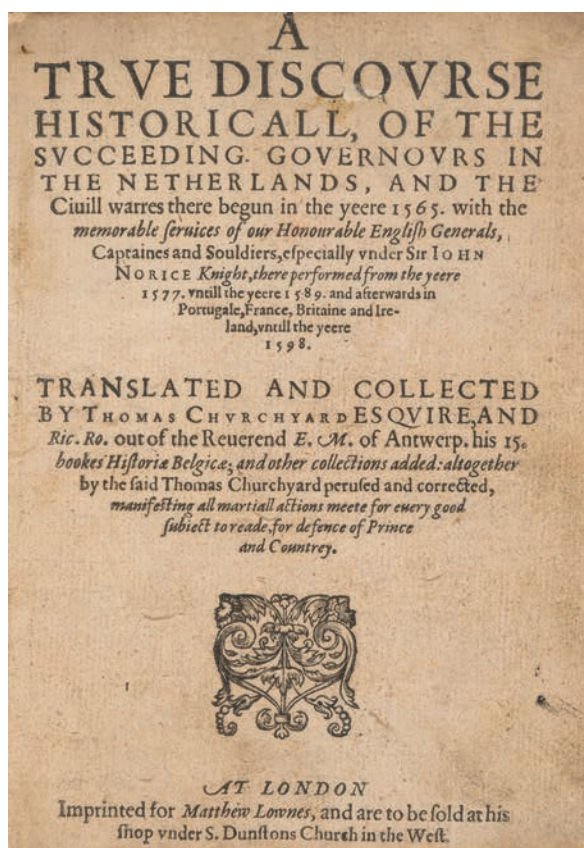 A
TRVE DISCOVRSE
HISTORICALL, OF THE
SVCCEEDING GOVERNOVRS IN
THE NETHERLANDS, AND THE
Ciuill warres there begun in the yeere 1565. with the
memorable ſeruices of our Honourable Engliſh Generals,
Captaines and Souldiers, eſpecially vnder Sir IOHN
NORICE Knight, there performed from the yeere
1577. vntill the yeere 1589. and afterwards in
Portugale, France, Britaine and Ire-
land, vntill the yeere
1598.
TRANSLATED AND COLLECTED
BY THOMAS CHVRCHYARD ESQVIRE, AND
Ric. Ro. out of the Reuerend E. M. of Antwerp. his 15.
bookes Hiſtoriæ Belgicæ; and other collections added: altogether
by the ſaid Thomas Churchyard peruſed and corrected,
manifeſting all martiall actions meete for euery good
ſubiect to reade, for defence of Prince
and Countrey.
AT LONDON
Imprinted for Matthew Lownes, and are to be ſold at his
ſhop vnder S. Dunſtons Church in the Weſt.